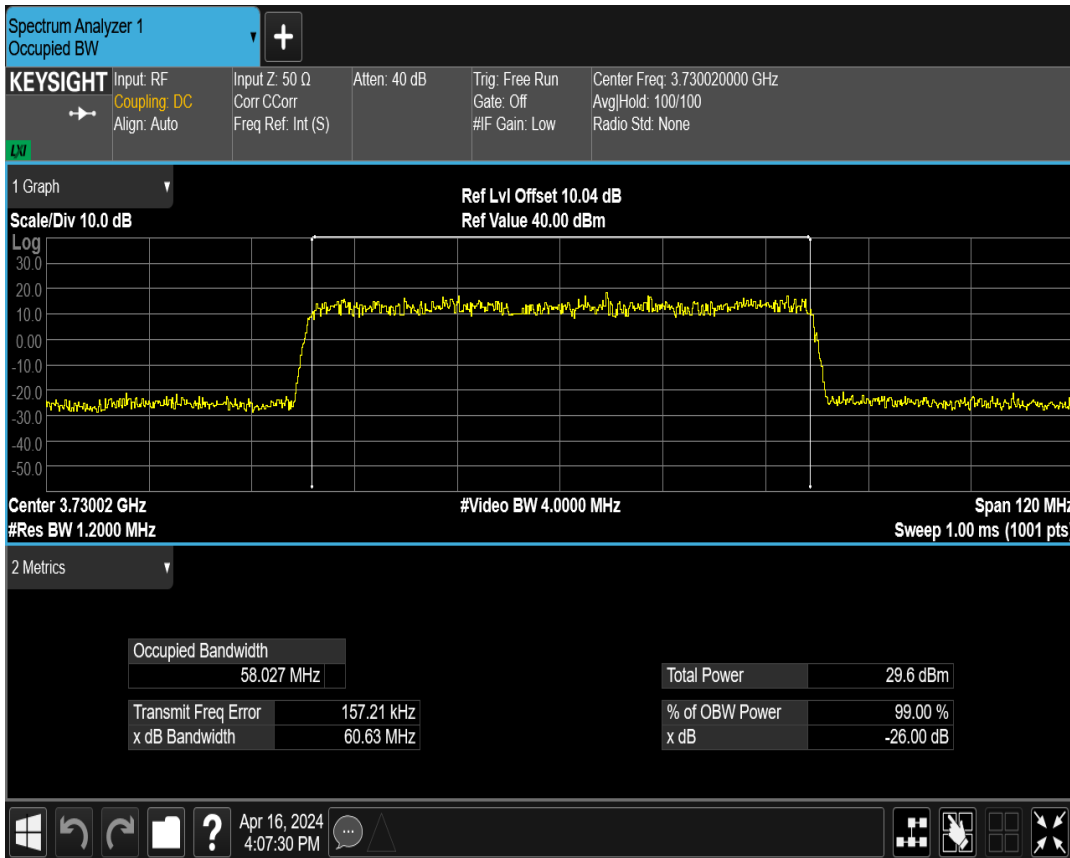 Spectrum Analyzer 1
Occupied BW
+
KEYSIGHT
LXI
Input: RF
Coupling: DC
Align: Auto
Input Z: 50 Ω
Corr CCorr
Freq Ref: Int (S)
Atten: 40 dB
Trig: Free Run
Gate: Off
#IF Gain: Low
Center Freq: 3.730020000 GHz
Avg|Hold: 100/100
Radio Std: None
1 Graph
Scale/Div 10.0 dB
Ref Lvl Offset 10.04 dB
Ref Value 40.00 dBm
Log
30.0
20.0
10.0
0.00
-10.0
-20.0
-30.0
-40.0
-50.0
Center 3.73002 GHz
#Video BW 4.0000 MHz
Span 120 MHz
#Res BW 1.2000 MHz
Sweep 1.00 ms (1001 pts)
2 Metrics
Occupied Bandwidth
58.027 MHz
Transmit Freq Error 157.21 kHz
x dB Bandwidth 60.63 MHz
Total Power 29.6 dBm
% of OBW Power 99.00 %
x dB -26.00 dB
?
Apr 16, 2024
4:07:30 PM